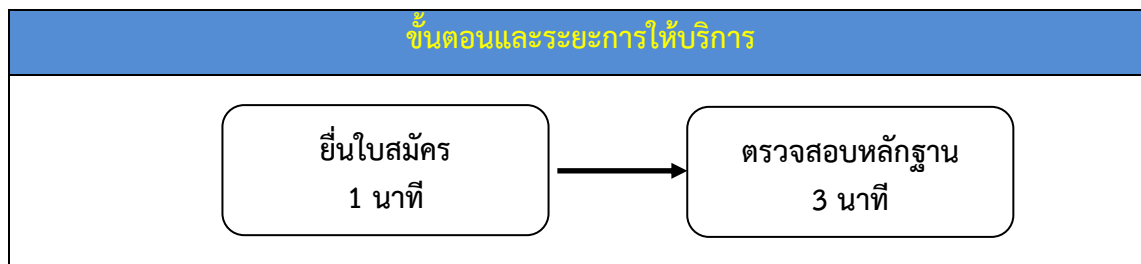 ขั้นตอนและระยะการให้บริการ
ยื่นใบสมัคร
1 นาที
ตรวจสอบหลักฐาน
3 นาที